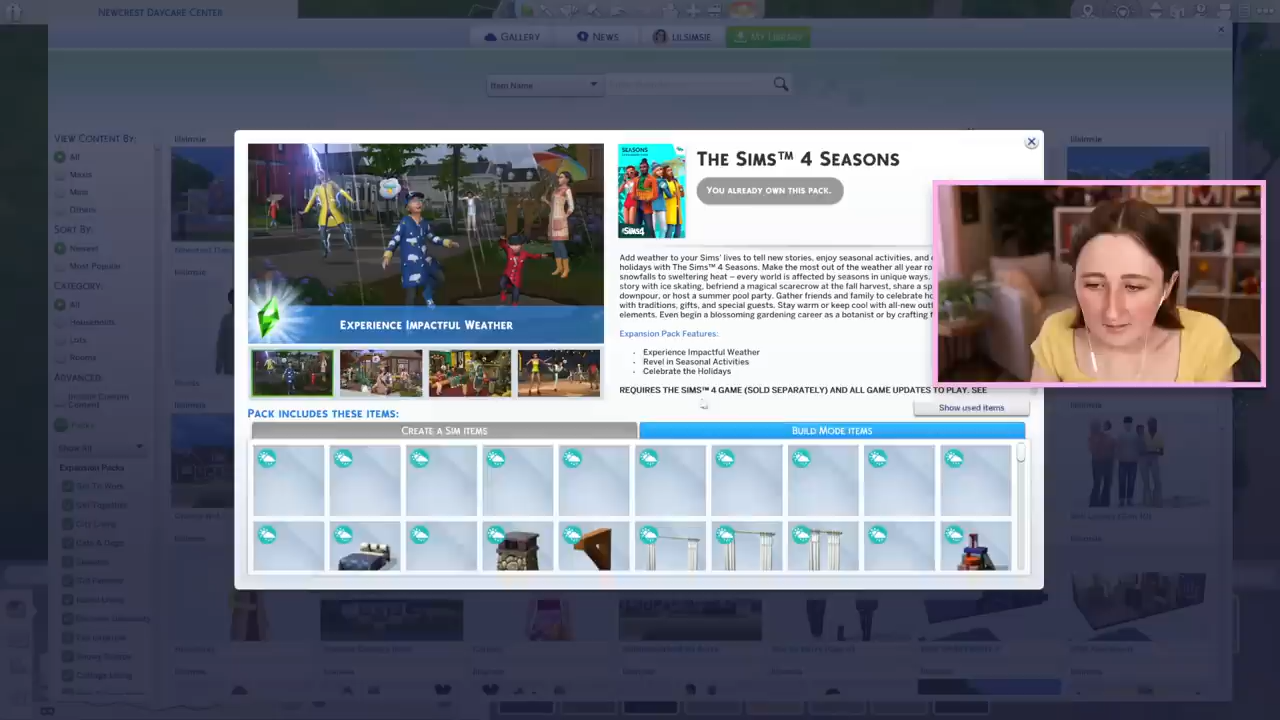 NEWCREST DAYCARE CENTER
GALLERY
NEWS
LILSIMSIE
MY LIBRARY
Item Name
VIEW CONTENT BY:
All
Maxis
Mine
Others
SORT BY:
Newest
Most Popular
CATEGORY:
All
Households
Lots
Rooms
ADVANCED:
Include Custom Content
Packs
Show All
Expansion Packs
Get To Work
Get Together
City Living
Cats & Dogs
Seasons
Get Famous
Island Living
Discover University
Eco Lifestyle
Snowy Escape
Cottage Living
lilsimsie
lilsimsie
SEASONS
THE SIMS 4
THE SIMS™ 4 SEASONS
YOU ALREADY OWN THIS PACK.
Add weather to your Sims' lives to tell new stories, enjoy seasonal activities, and
holidays with The Sims™ 4 Seasons. Make the most out of the weather all year
snowfalls to sweltering heat – every world is affected by seasons in unique ways.
story with ice skating, befriend a magical scarecrow at the fall harvest, share a
downpour, or host a summer pool party. Gather friends and family to celebrate
with traditions, gifts, and special guests. Stay warm or keep cool with all-new
elements. Even begin a blossoming gardening career as a botanist or by crafting
Expansion Pack Features:
- Experience Impactful Weather
- Revel in Seasonal Activities
- Celebrate the Holidays
REQUIRES THE SIMS™ 4 GAME (SOLD SEPARATELY) AND ALL GAME UPDATES TO PLAY. SEE
EXPERIENCE IMPACTFUL WEATHER
Show used items
PACK INCLUDES THESE ITEMS:
CREATE A SIM ITEMS
BUILD MODE ITEMS